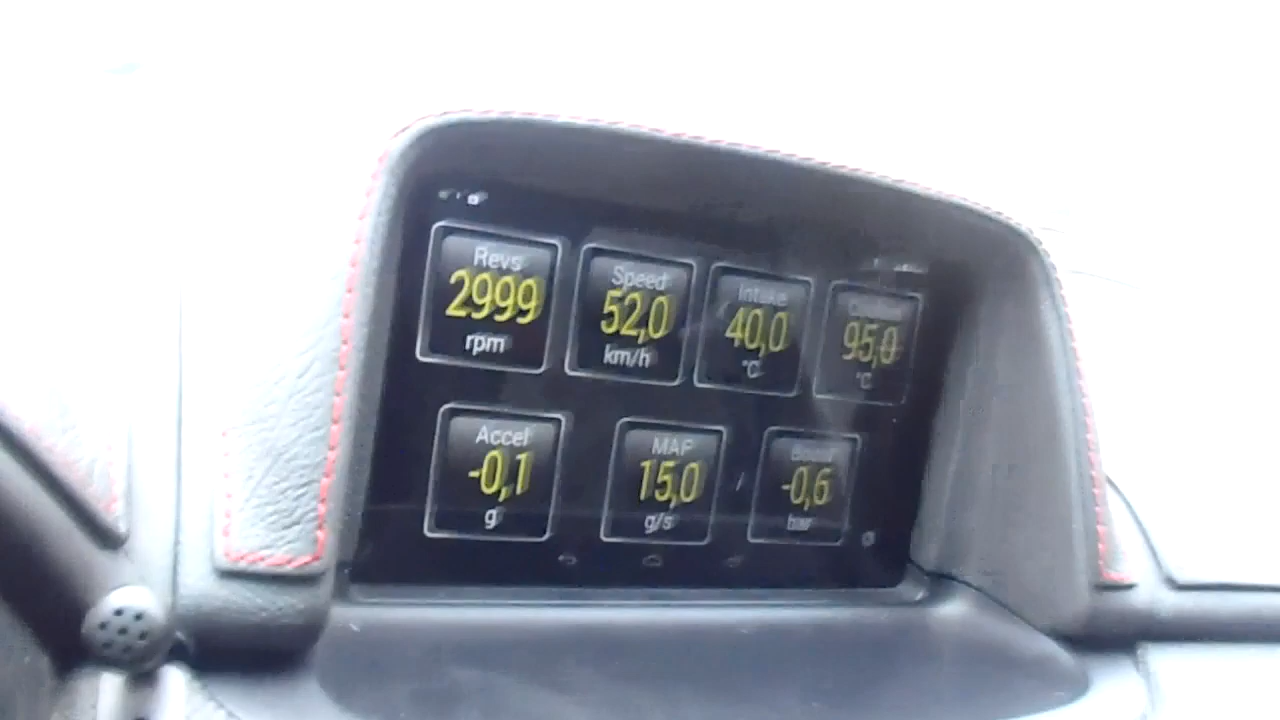 Revs
2999
rpm
Speed
52,0
km/h
Intake
40,0
°C
95,0
°C
Accel
-0,1
g
MAF
15,0
g/s
Boost
-0,6
bar